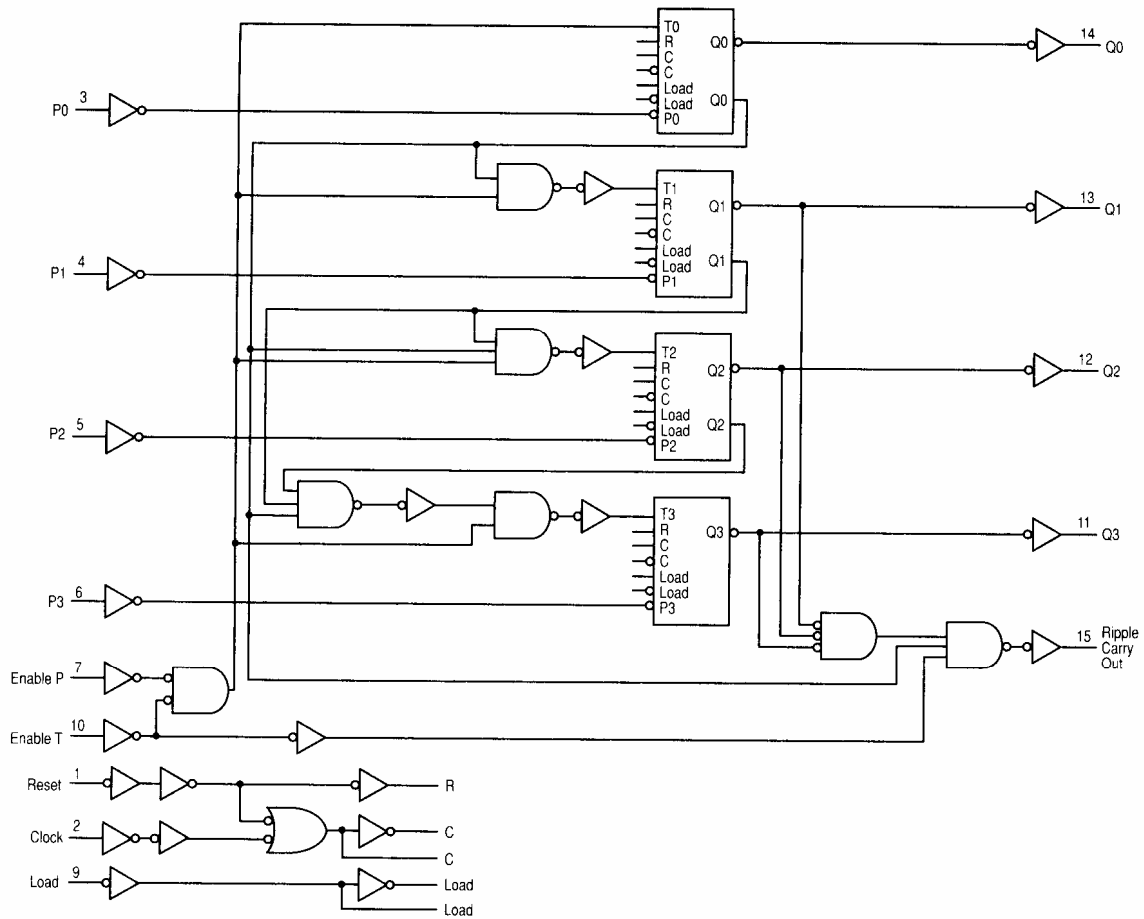 T0
R
C
C
Load
Load
P0
Q0
Q0
14
Q0
P0
3
T1
R
C
C
Load
Load
P1
Q1
Q1
13
Q1
P1
4
T2
R
C
C
Load
Load
P2
Q2
Q2
12
Q2
P2
5
T3
R
C
C
Load
Load
P3
Q3
11
Q3
P3
6
15
Ripple
Carry
Out
Enable P
7
Enable T
10
Reset
1
R
Clock
2
C
C
Load
9
Load
Load